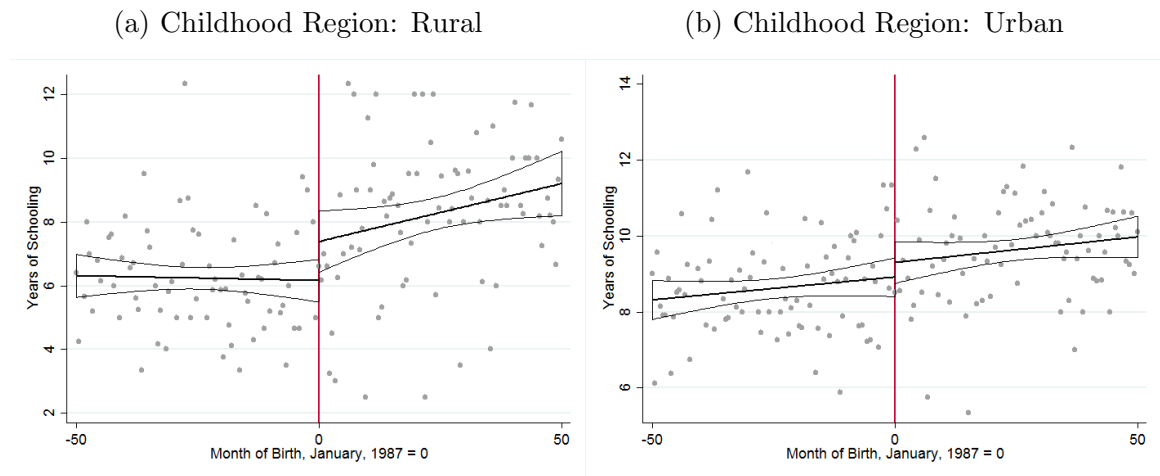 (a) Childhood Region: Rural
Years of Schooling
12
10
8
6
4
2
-50
0
50
Month of Birth, January, 1987 = 0
(b) Childhood Region: Urban
Years of Schooling
14
12
10
8
6
-50
0
50
Month of Birth, January, 1987 = 0